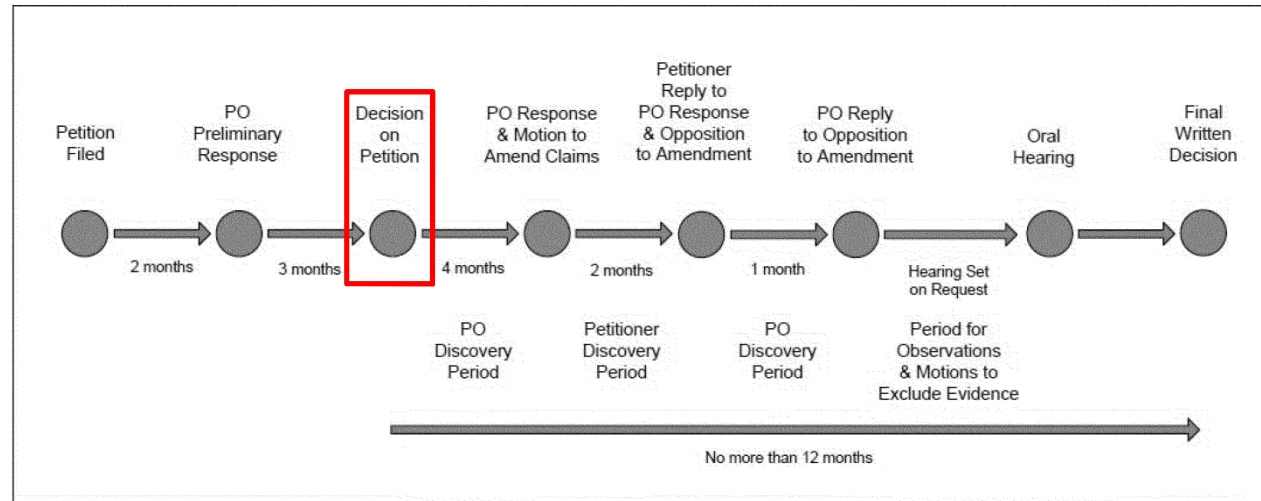 Petition
Filed
PO
Preliminary
Response
Decision
on
Petition
PO Response
& Motion to
Amend Claims
Petitioner
Reply to
PO Response
& Opposition
to Amendment
PO Reply
to Opposition
to Amendment
Oral
Hearing
Final
Written
Decision
2 months
3 months
4 months
2 months
1 month
Hearing Set
on Request
PO
Discovery
Period
Petitioner
Discovery
Period
PO
Discovery
Period
Period for
Observations
& Motions to
Exclude Evidence
No more than 12 months